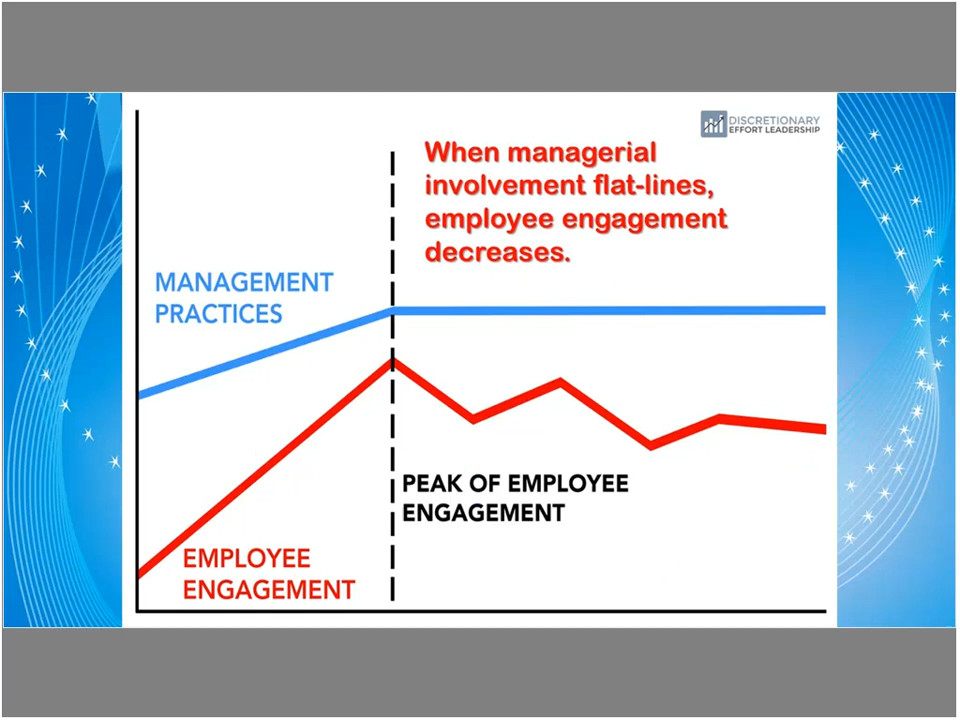 DISCRETIONARY
EFFORT LEADERSHIP
When managerial
involvement flat-lines,
employee engagement
decreases.
MANAGEMENT
PRACTICES
PEAK OF EMPLOYEE
ENGAGEMENT
EMPLOYEE
ENGAGEMENT